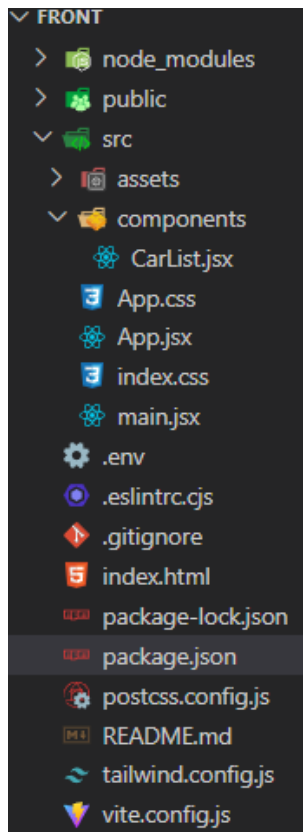 FRONT
node_modules
public
src
assets
components
CarList.jsx
App.css
App.jsx
index.css
main.jsx
.env
.eslintrc.cjs
.gitignore
index.html
package-lock.json
package.json
postcss.config.js
README.md
tailwind.config.js
vite.config.js